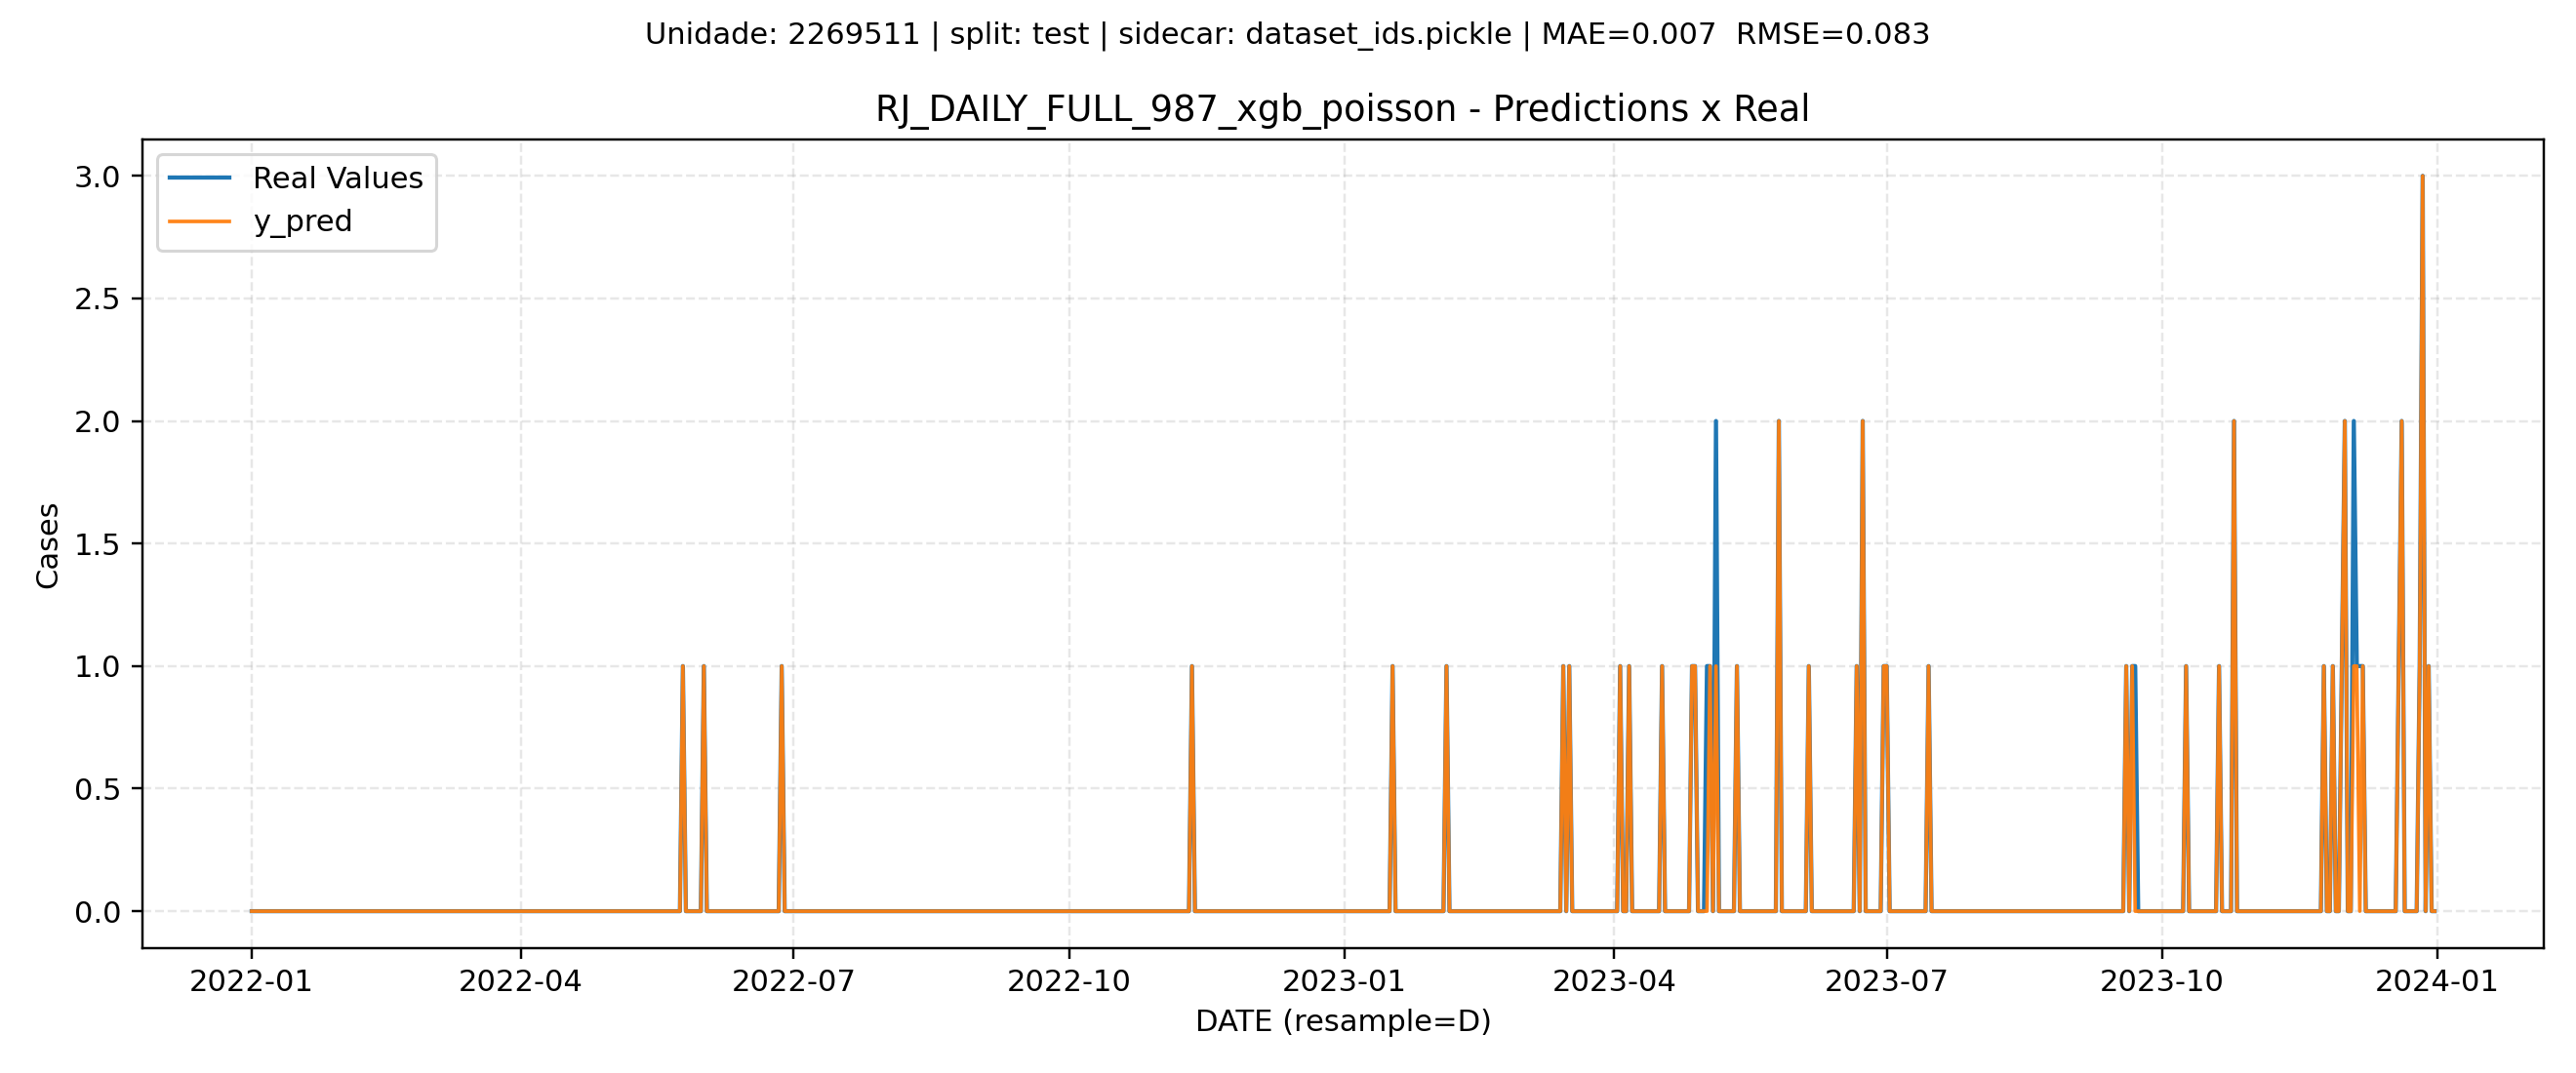 Unidade: 2269511 | split: test | sidecar: dataset_ids.pickle | MAE=0.007  RMSE=0.083
RJ_DAILY_FULL_987_xgb_poisson - Predictions x Real
Real Values
y_pred
3.0
2.5
2.0
1.5
1.0
0.5
0.0
Cases
2022-01 2022-04 2022-07 2022-10 2023-01 2023-04 2023-07 2023-10 2024-01
DATE (resample=D)